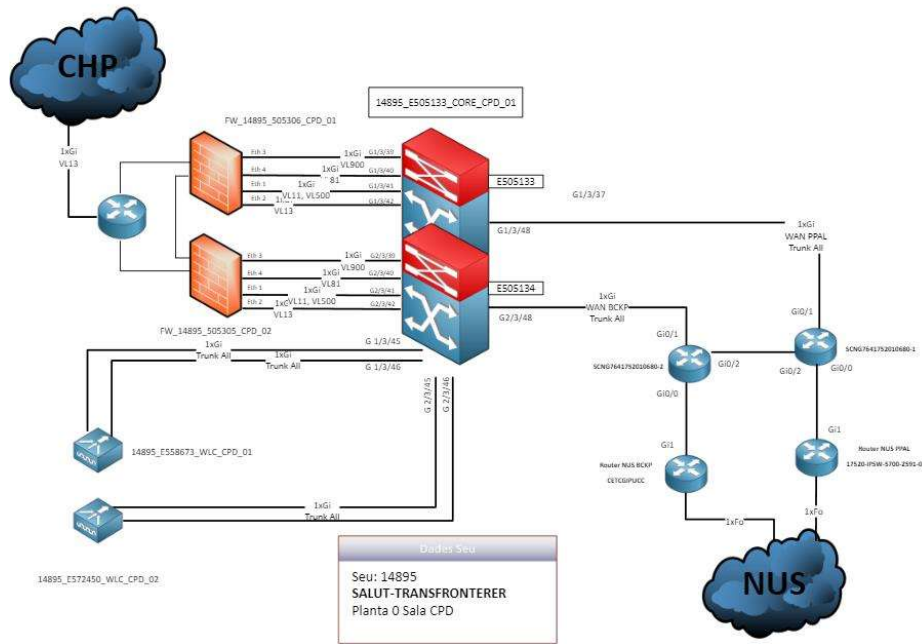 CHP
14895_E505133_CORE_CPD_01
FW_14895_505306_CPD_01
1xGi
VL13
Eth 3
1xGi
G1/3/39
VL900
Eth 4
G1/3/40
1xGi
81
Eth 1
G1/3/41
VL11, VL500
Eth 2
G1/3/42
VL13
E505133
G1/3/37
G1/3/48
1xGi
WAN PPAL
Trunk All
Eth 3
1xGi
G2/3/39
VL900
Eth 4
G2/3/40
1xGi
VL81
Eth 1
G2/3/41
VL11, VL500
Eth 2
G2/3/42
VL13
E505134
G2/3/48
1xGi
WAN BCKP
Trunk All
FW_14895_505305_CPD_02
1xGi
Trunk All
1xGi
Trunk All
G 1/3/45
G 1/3/46
G 2/3/45
G 2/3/46
Gi0/1
Gi0/1
SCNG7641752010680-1
SCNG7641752010680-2
Gi0/2
Gi0/2
Gi0/0
Gi0/0
14895_E558673_WLC_CPD_01
Gi1
Gi1
Router NUS BCKP
CETCGIPUCC
Router NUS PPAL
1xGi
Trunk All
1xFo
1xFo
14895_E572450_WLC_CPD_02
Dades Seu
Seu: 14895
SALUT-TRANSFRONTERER
Planta 0 Sala CPD
NUS